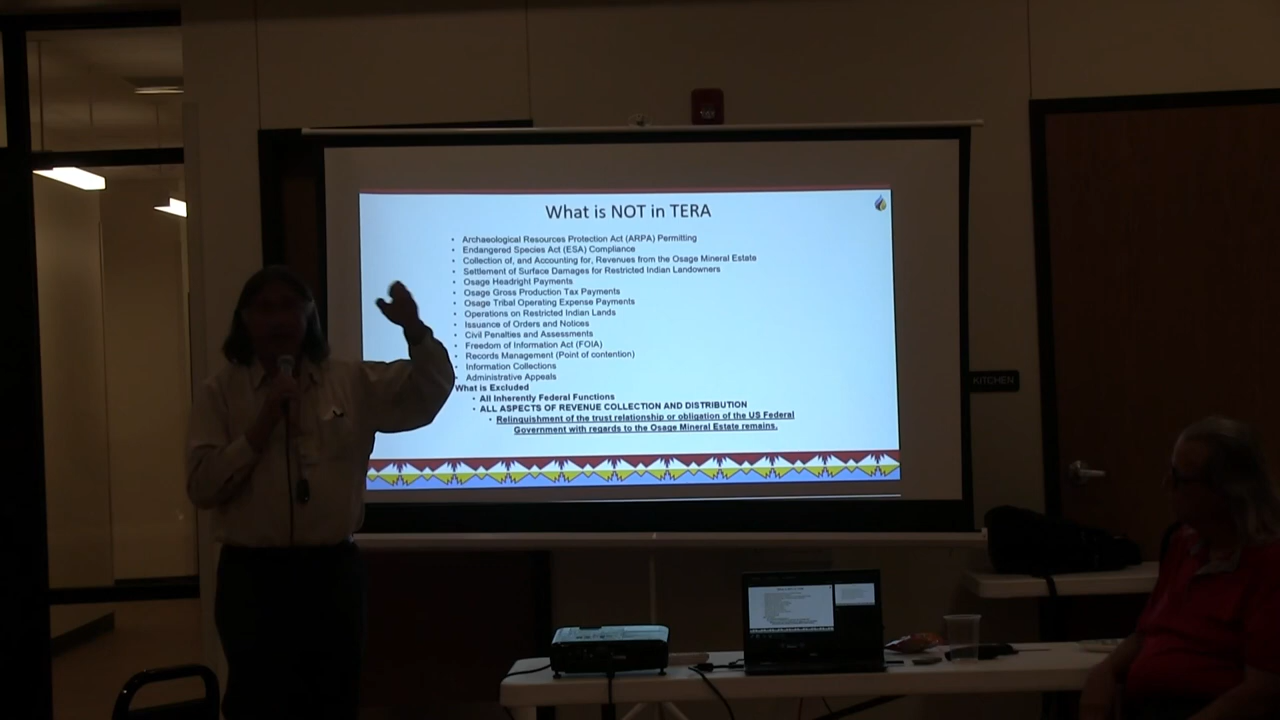 What is NOT in TERA
• Archaeological Resources Protection Act (ARPA) Permitting
• Endangered Species Act (ESA) Compliance
• Collection of, and Accounting for, Revenues from the Osage Mineral Estate
• Settlement of Surface Damages for Restricted Indian Landowners
• Osage Headright Payments
• Osage Gross Production Tax Payments
• Osage Tribal Operating Expense Payments
• Operations on Restricted Indian Lands
• Issuance of Orders and Notices
• Civil Penalties and Assessments
• Freedom of Information Act (FOIA)
• Records Management (Point of contention)
• Information Collections
• Administrative Appeals
What is Excluded
• All Inherently Federal Functions
• ALL ASPECTS OF REVENUE COLLECTION AND DISTRIBUTION
• Relinquishment of the trust relationship or obligation of the US Federal
Government with regards to the Osage Mineral Estate remains.
KITCHEN